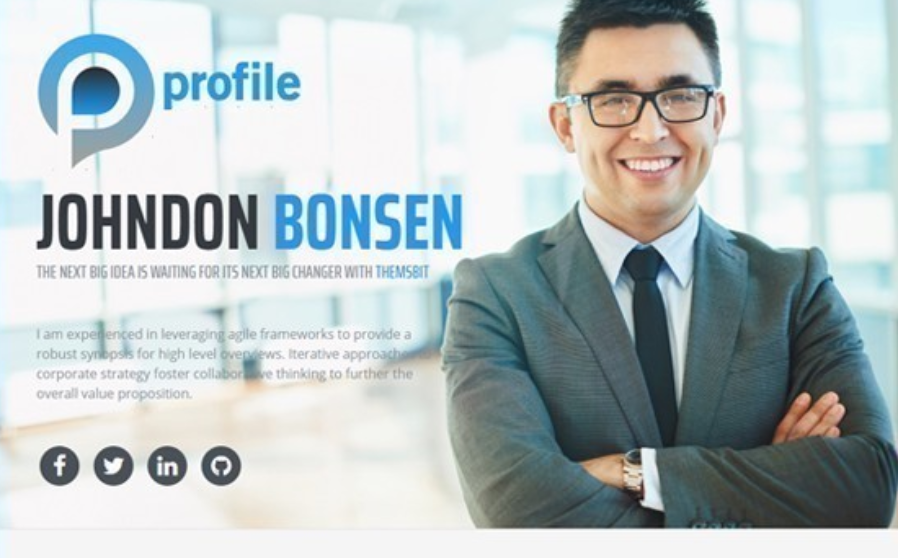 profile
JOHNDON BONSEN
THE NEXT BIG IDEA IS WAITING FOR ITS NEXT BIG CHANGER WITH THEMSBIT
I am experienced in leveraging agile frameworks to provide a
robust synopsis for high level overviews. Iterative approaches
corporate strategy foster collaborative thinking to further the
overall value proposition.